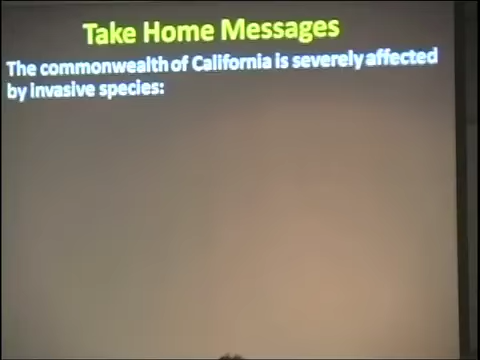 Take Home Messages
The commonwealth of California is severely affected
by invasive species: